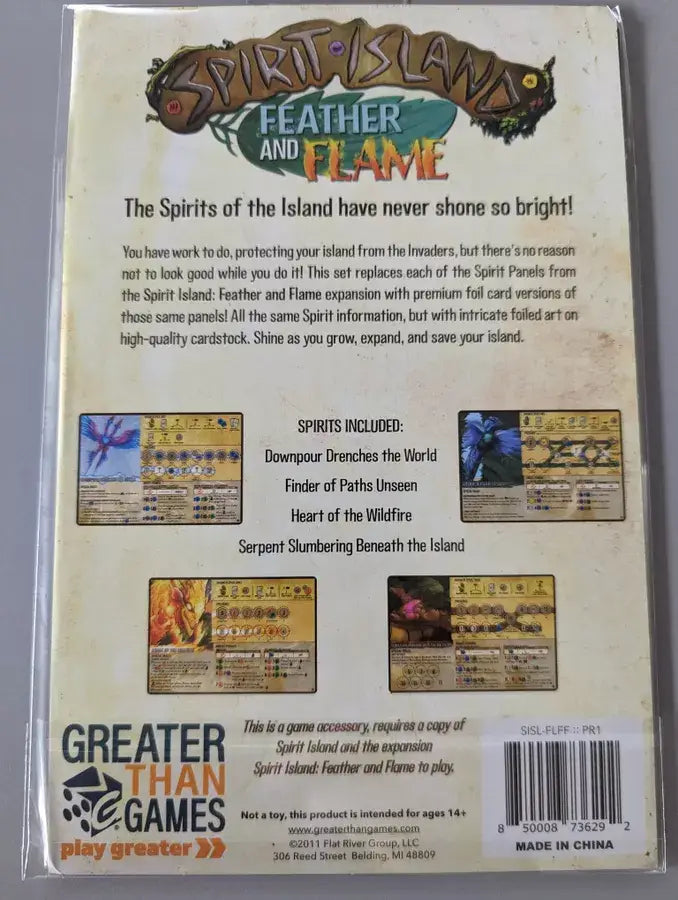 SPIRIT ISLAND
FEATHER
AND FLAME
The Spirits of the Island have never shone so bright!
You have work to do, protecting your island from the Invaders, but there's no reason
not to look good while you do it! This set replaces each of the Spirit Panels from
the Spirit Island: Feather and Flame expansion with premium foil card versions of
those same panels! All the same Spirit information, but with intricate foiled art on
high-quality cardstock. Shine as you grow, expand, and save your island.
SPIRITS INCLUDED:
Downpour Drenches the World
Finder of Paths Unseen
Heart of the Wildfire
Serpent Slumbering Beneath the Island
GREATER
THAN
GAMES
play greater
This is a game accessory, requires a copy of
Spirit Island and the expansion
Spirit Island: Feather and Flame to play.
Not a toy, this product is intended for ages 14+
www.greaterthangames.com
©2011 Flat River Group, LLC
306 Reed Street Belding, MI 48809
SISL-FLFF :: PR1
8 50008 73629 2
MADE IN CHINA